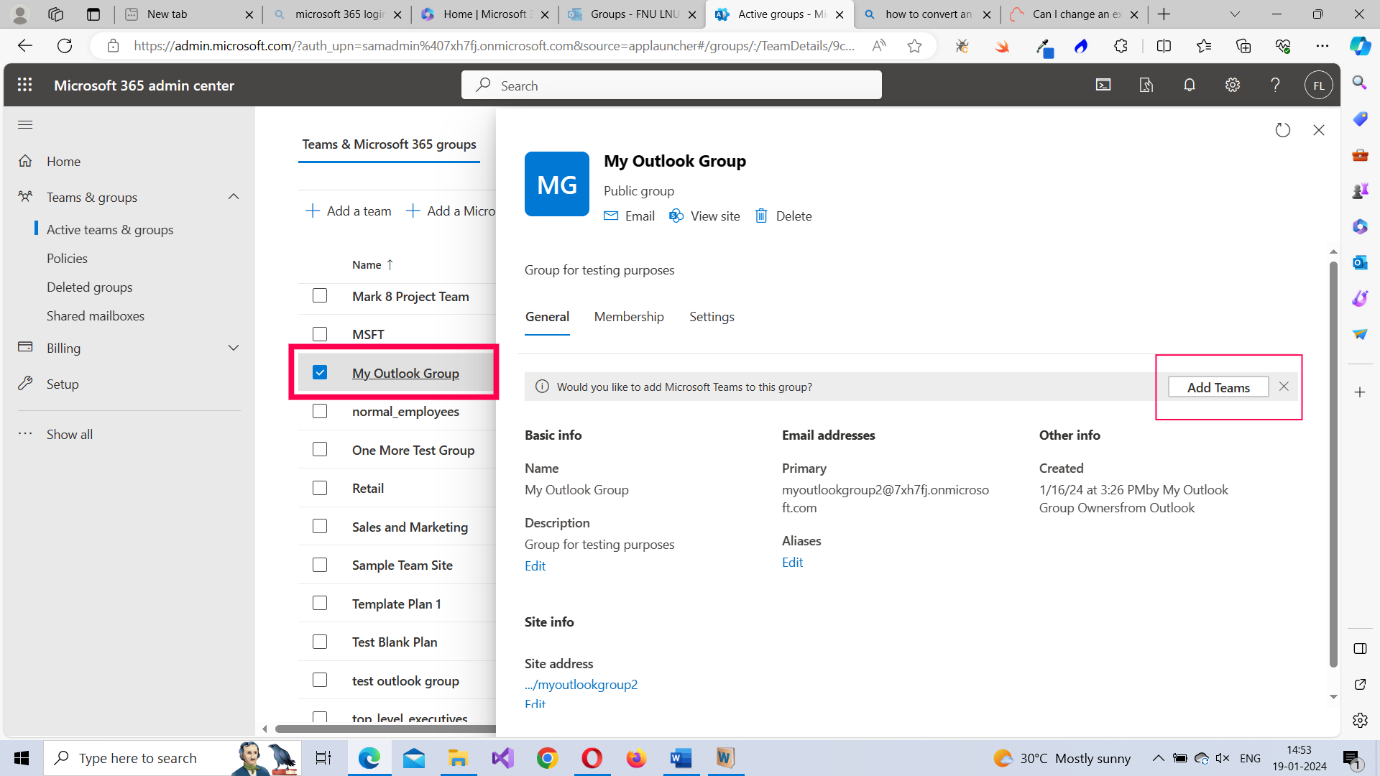 New tab
microsoft 365 login
Home | Microsoft 3
Groups - FNU LNU
Active groups - Mi
how to convert an
Can I change an ex
https://admin.microsoft.com/?auth_upn=samadmin%407xh7fj.onmicrosoft.com&source=applauncher#/groups/:/TeamDetails/9c...
Microsoft 365 admin center
Search
FL
Home
Teams & groups
Active teams & groups
Policies
Deleted groups
Shared mailboxes
Billing
Setup
Show all
Teams & Microsoft 365 groups
Add a team
Add a Micro
Name ↑
Mark 8 Project Team
MSFT
My Outlook Group
normal_employees
One More Test Group
Retail
Sales and Marketing
Sample Team Site
Template Plan 1
Test Blank Plan
test outlook group
top_level_executives
MG
My Outlook Group
Public group
Email
View site
Delete
Group for testing purposes
General
Membership
Settings
Would you like to add Microsoft Teams to this group?
Add Teams
Basic info
Name
My Outlook Group
Description
Group for testing purposes
Edit
Email addresses
Primary
myoutlookgroup2@7xh7fj.onmicroso
ft.com
Aliases
Edit
Other info
Created
1/16/24 at 3:26 PMby My Outlook
Group Ownersfrom Outlook
Site info
Site address
.../myoutlookgroup2
Edit
Type here to search
30°C Mostly sunny
ENG
14:53
19-01-2024
1